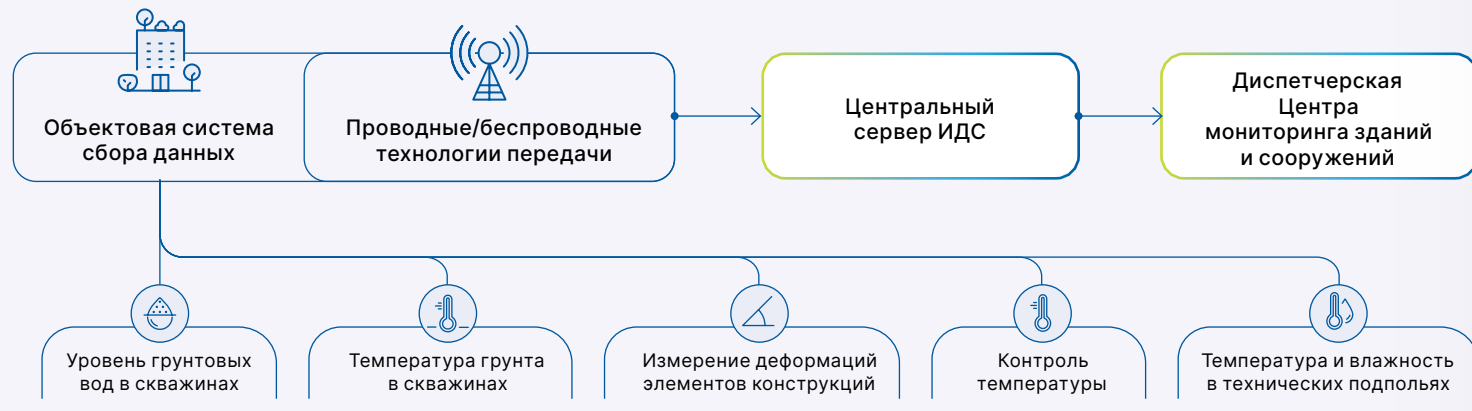 Объектовая система
сбора данных
Проводные/беспроводные
технологии передачи
Центральный
сервер ИДС
Диспетчерская
Центра
мониторинга зданий
и сооружений
Уровень грунтовых
вод в скважинах
Температура грунта
в скважинах
Измерение деформаций
элементов конструкций
Контроль
температуры
Температура и влажность
в технических подпольях